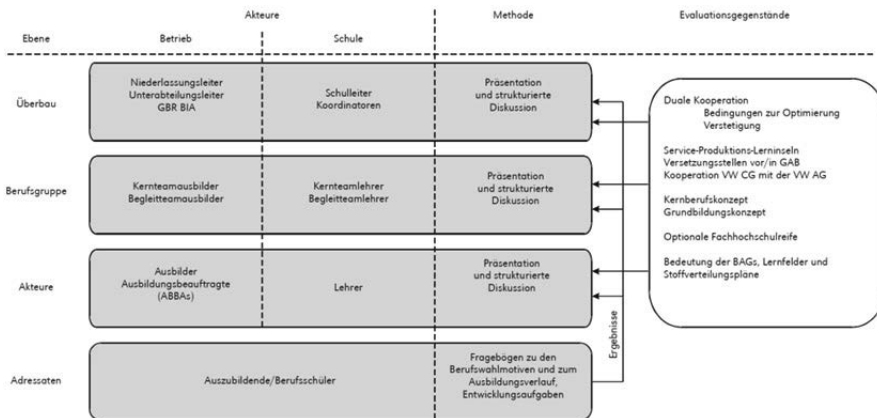 Akteure
Methode
Evaluationsgegenstände
Ebene
Betrieb
Schule
Überbau
Niederlassungsleiter
Unterabteilungsleiter
GBR BIA
Schulleiter
Koordinatoren
Präsentation
und strukturierte
Diskussion
Berufsgruppe
Kernteamausbilder
Begleitteamausbilder
Kernteamlehrer
Begleitteamlehrer
Präsentation
und strukturierte
Diskussion
Akteure
Ausbilder
Ausbildungsbeauftragte
(ABBAs)
Lehrer
Präsentation
und strukturierte
Diskussion
Adressaten
Auszubildende/Berufsschüler
Fragebögen zu den
Berufswahlmotiven und zum
Ausbildungsverlauf,
Entwicklungsaufgaben
Ergebnisse
Duale Kooperation
Bedingungen zur Optimierung
Verstetigung
Service-Produktions-Lerninseln
Versetzungsstellen vor/in GAB
Kooperation VW CG mit der VW AG
Kernberufskonzept
Grundbildungskonzept
Optionale Fachhochschulreife
Bedeutung der BAGs, Lernfelder und
Stoffverteilungspläne